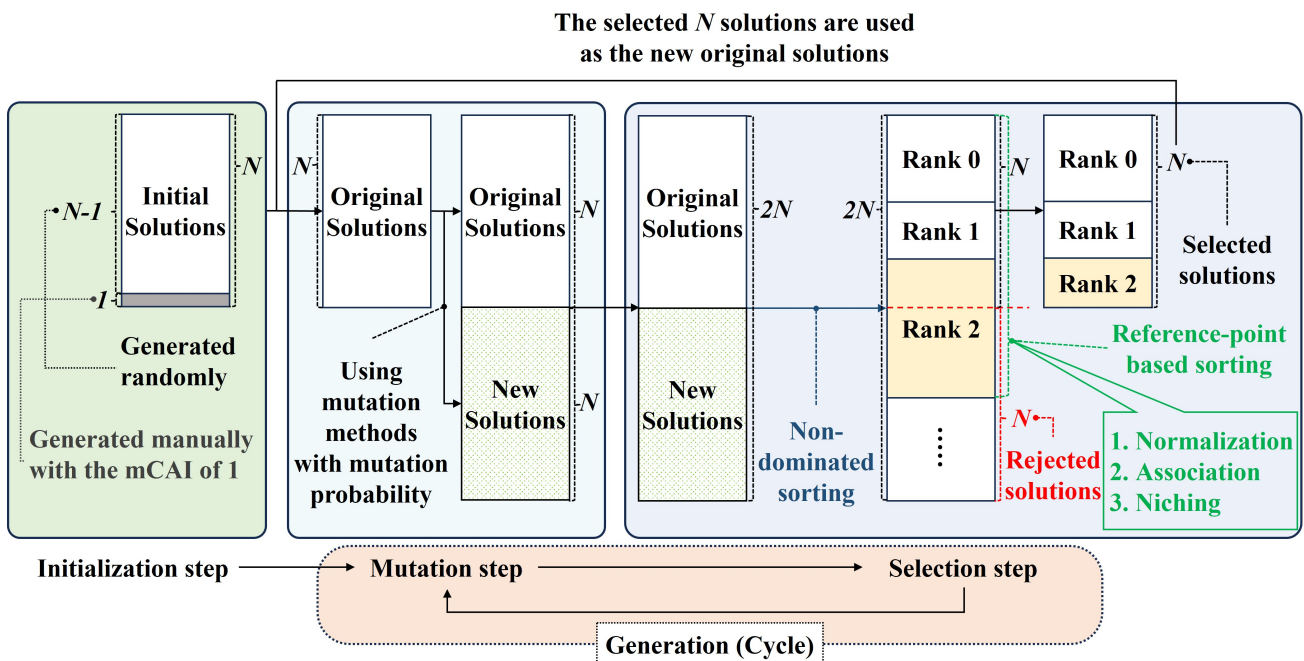 The selected N solutions are used
as the new original solutions
Initial
Solutions
N
N-1
1
Generated
randomly
Generated manually
with the mCAI of 1
N
Original
Solutions
Original
Solutions
N
New
Solutions
N
Using
mutation
methods
with mutation
probability
Original
Solutions
2N
New
Solutions
Non-
dominated
sorting
2N
Rank 0
Rank 1
Rank 2
N
N
Rejected
solutions
Rank 0
Rank 1
Rank 2
N
Selected
solutions
Reference-point
based sorting
1. Normalization
2. Association
3. Niching
Initialization step
Mutation step
Selection step
Generation (Cycle)